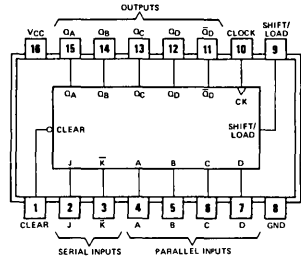 OUTPUTS
VCC QA QB QC QD Q̅D CLOCK SHIFT/
LOAD
16 15 14 13 12 11 10 9
QA QB QC QD Q̅D CK
CLEAR
SHIFT/
LOAD
J K̅ A B C D
1 2 3 4 5 6 7 8
CLEAR J K̅ A B C D GND
SERIAL INPUTS PARALLEL INPUTS